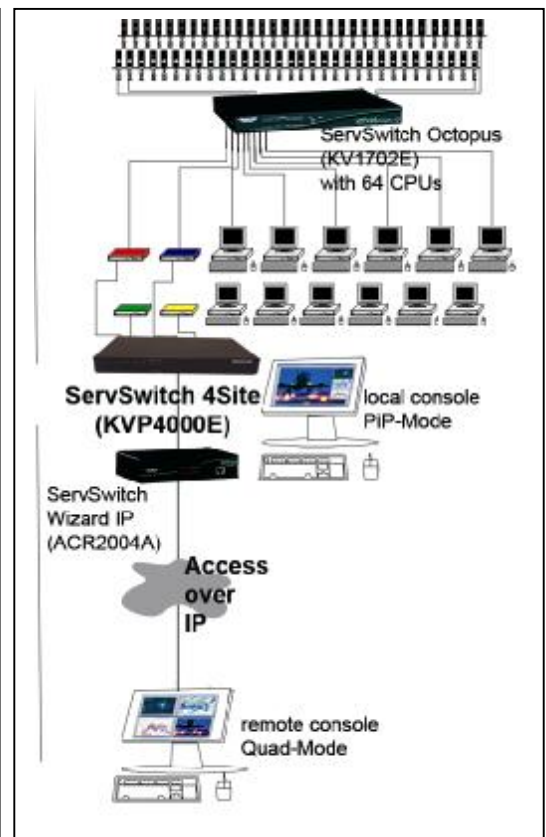 ServSwitch Octopus
(KV1702E)
with 64 CPUs
ServSwitch 4Site
(KVP4000E)
local console
PiP-Mode
ServSwitch
Wizard IP
(ACR2004A)
Access
over
IP
remote console
Quad-Mode